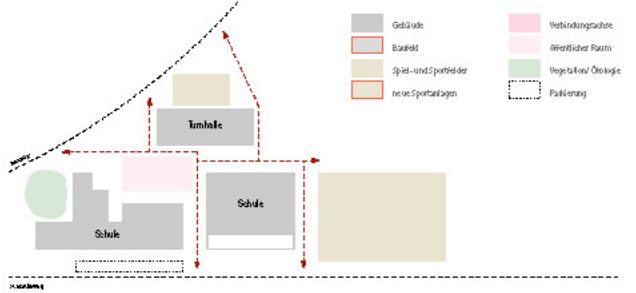 Gebäude
Verbindungsachse
Baufeld
öffentlicher Raum
Spiel- und Sportfelder
Vegetation/ Ökologie
neue Sportanlagen
Parkierung
Turnhalle
Schule
Schule